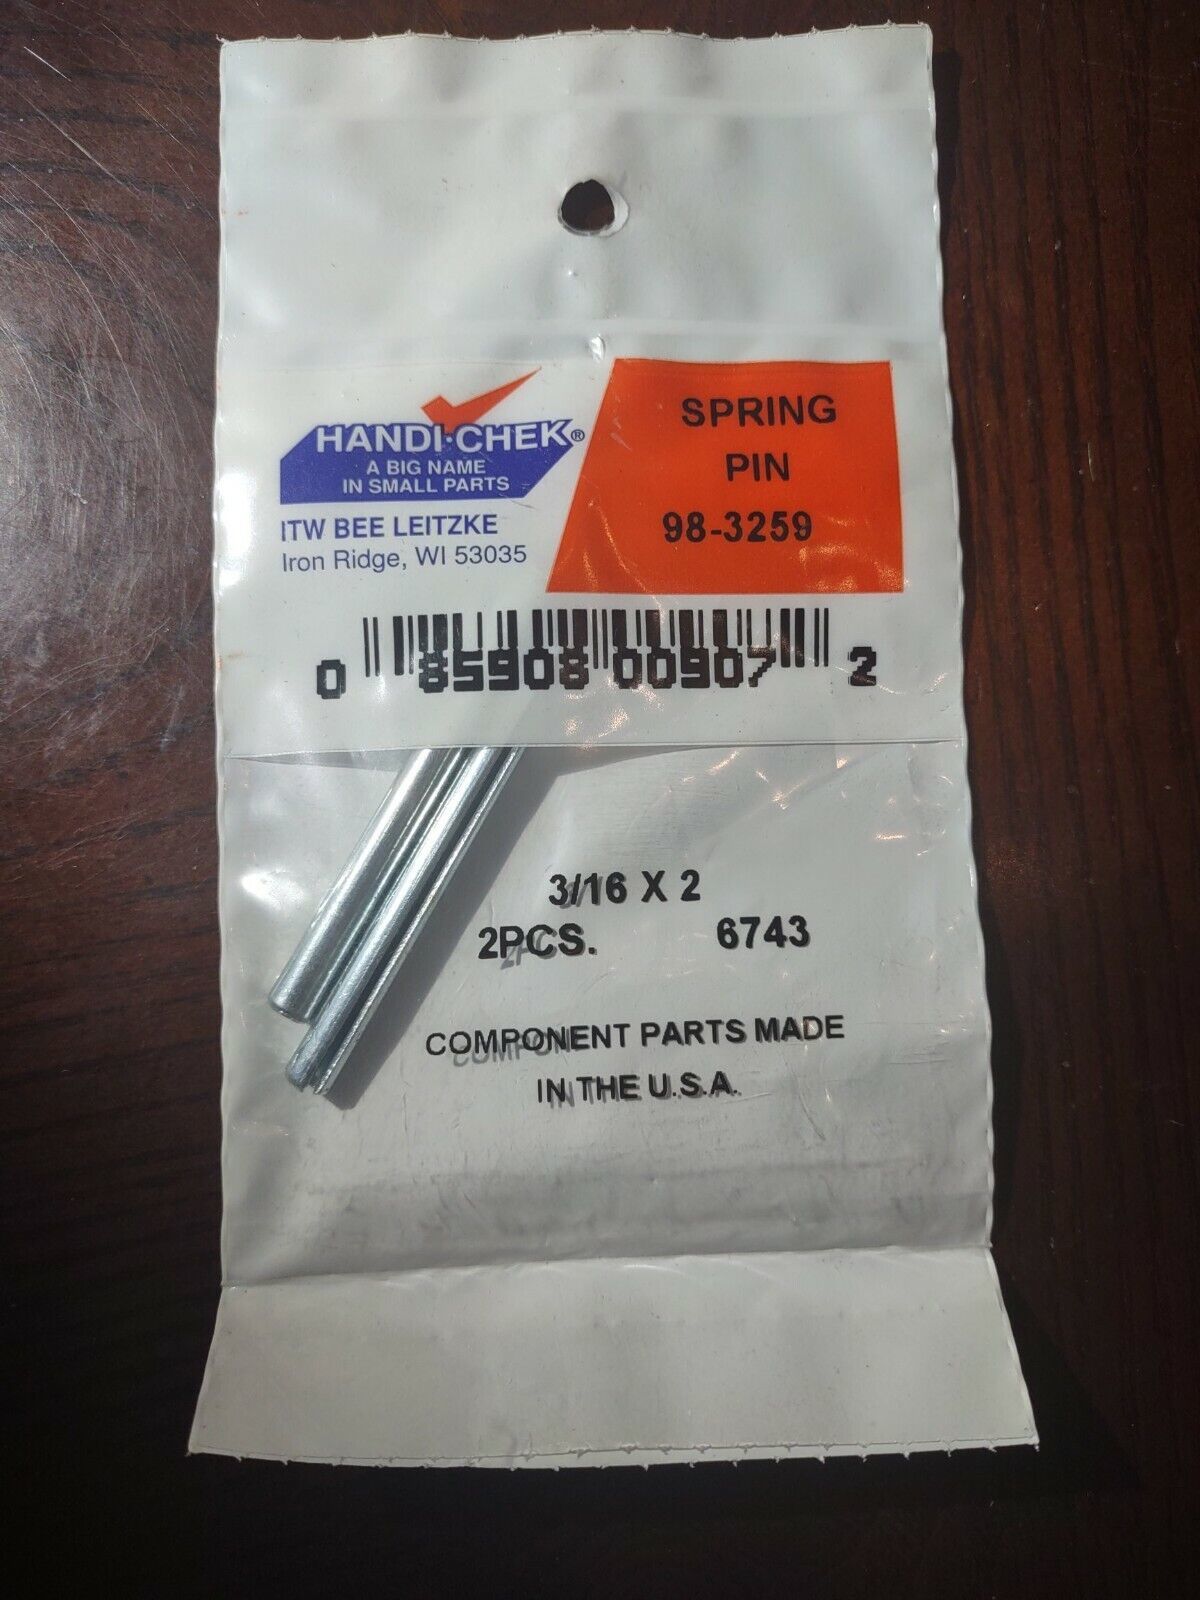 HANDI·CHEK®
A BIG NAME
IN SMALL PARTS
ITW BEE LEITZKE
Iron Ridge, WI 53035
SPRING
PIN
98-3259
0 85908 00907 2
3/16 X 2
2PCS. 6743
COMPONENT PARTS MADE
IN THE U.S.A.